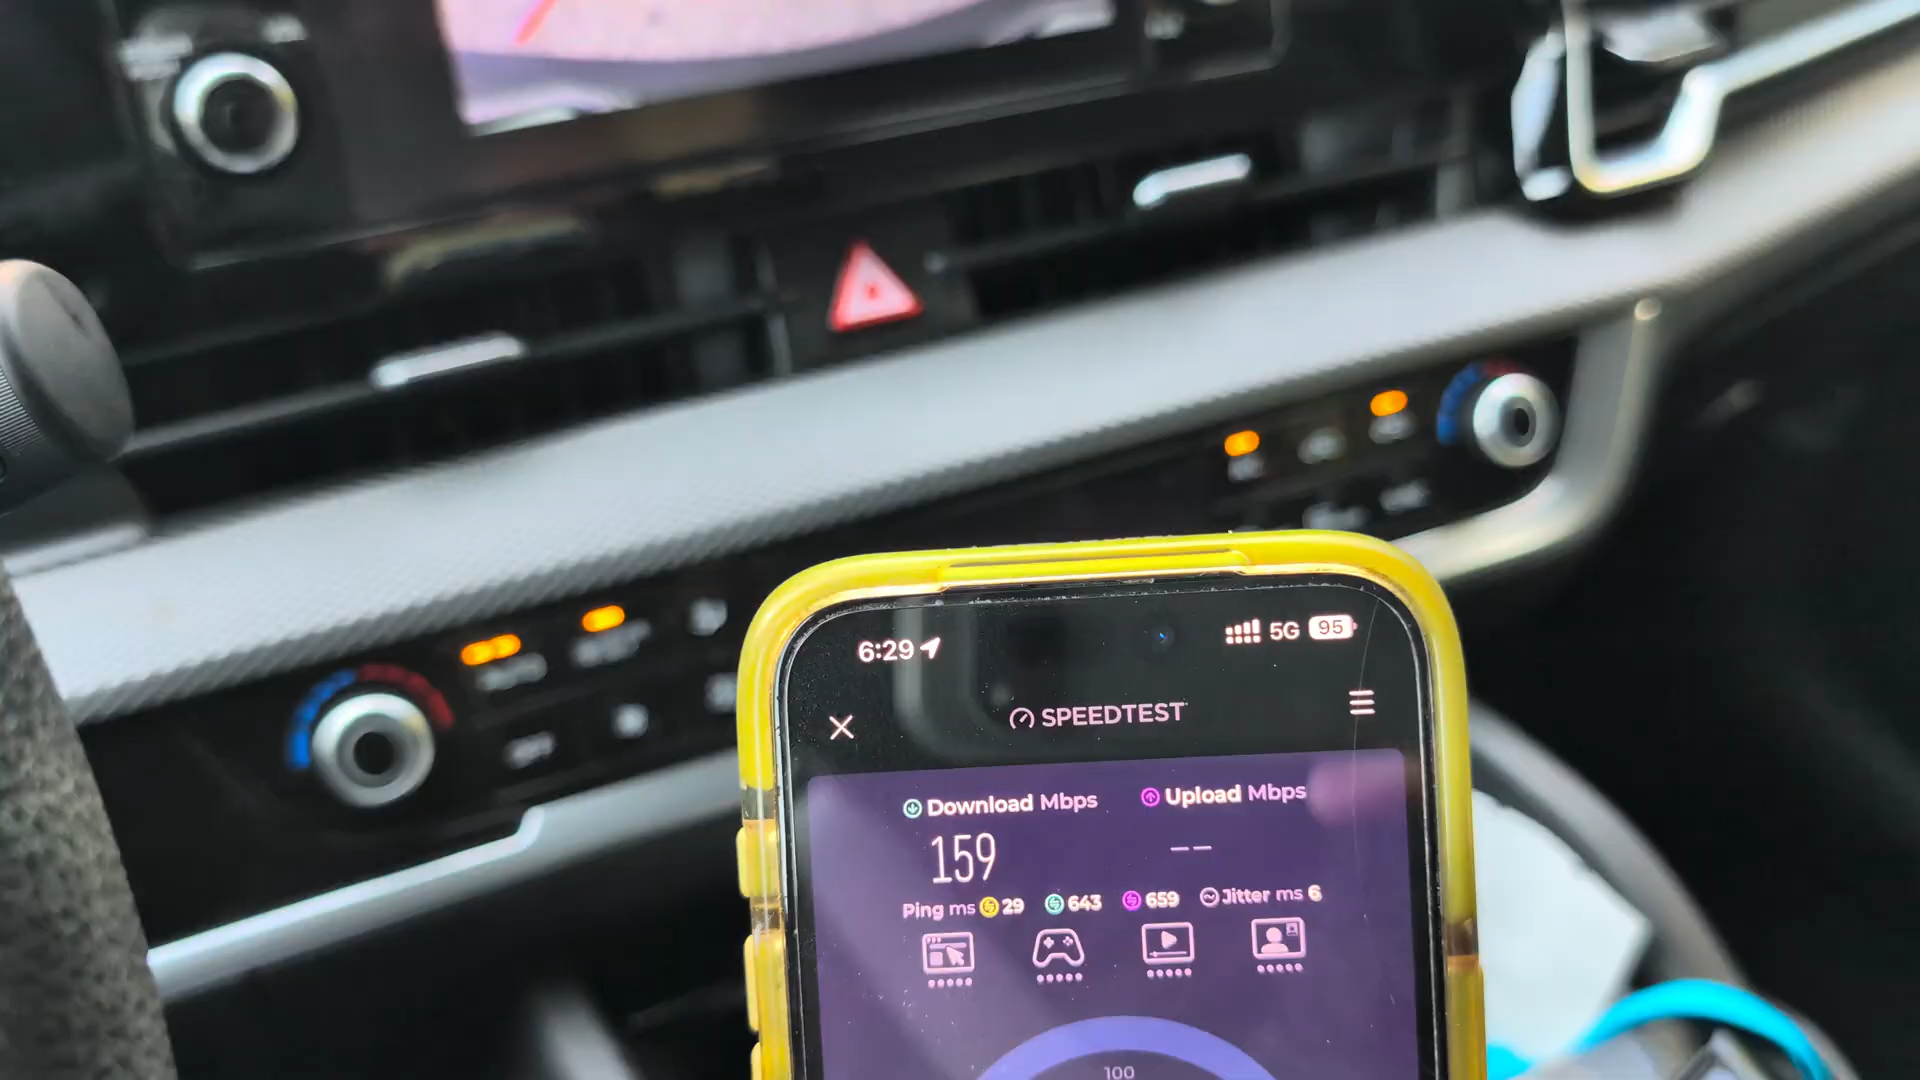 6:29 5G 95
SPEEDTEST
Download Mbps Upload Mbps
159 --
Ping ms 29 643 659 Jitter ms 6
100